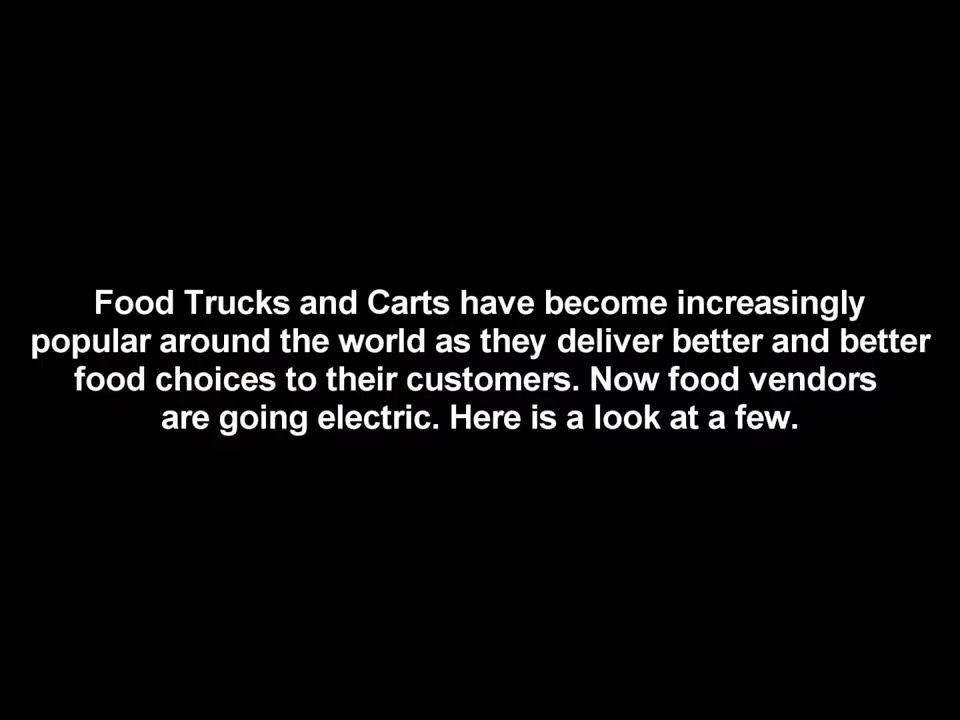 Food Trucks and Carts have become increasingly
popular around the world as they deliver better and better
food choices to their customers. Now food vendors
are going electric. Here is a look at a few.